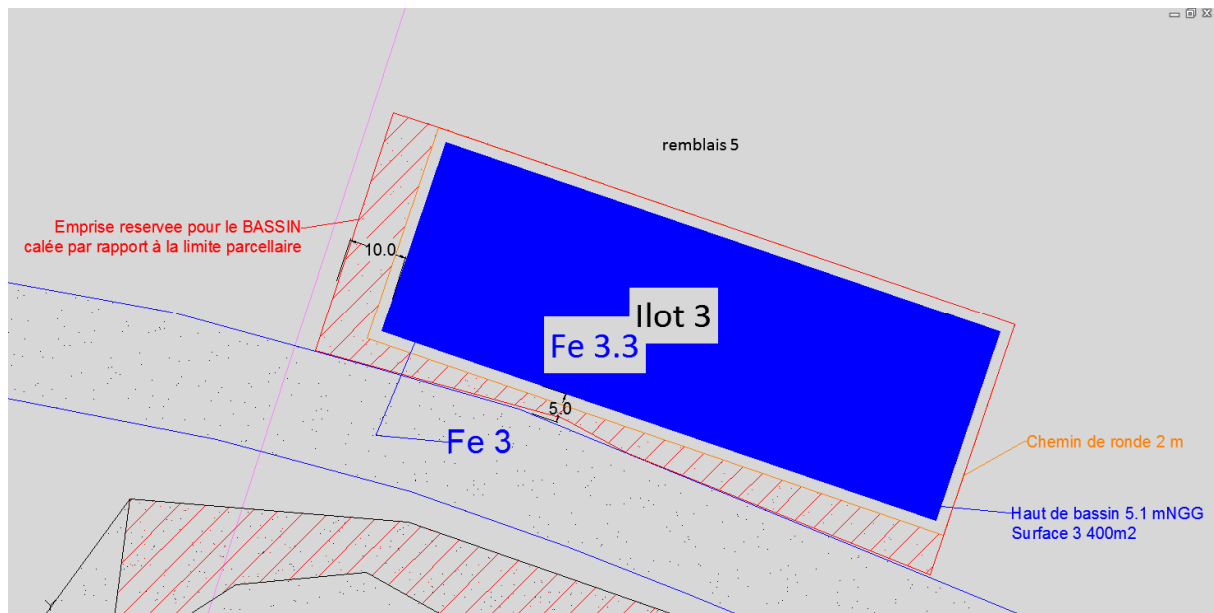 remblais 5
Emprise reservee pour le BASSIN
calée par rapport à la limite parcellaire
10.0
Ilot 3
Fe 3.3
5.0
Fe 3
Chemin de ronde 2 m
Haut de bassin 5.1 mNGG
Surface 3 400m2